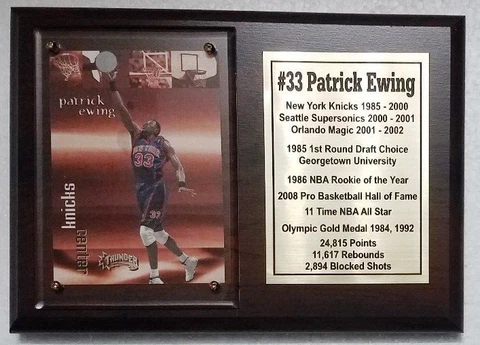 patrick
ewing
33
33
knicks
center
THUNDER
#33 Patrick Ewing
New York Knicks 1985 - 2000
Seattle Supersonics 2000 - 2001
Orlando Magic 2001 - 2002
1985 1st Round Draft Choice
Georgetown University
1986 NBA Rookie of the Year
2008 Pro Basketball Hall of Fame
11 Time NBA All Star
Olympic Gold Medal 1984, 1992
24,815 Points
11,617 Rebounds
2,894 Blocked Shots